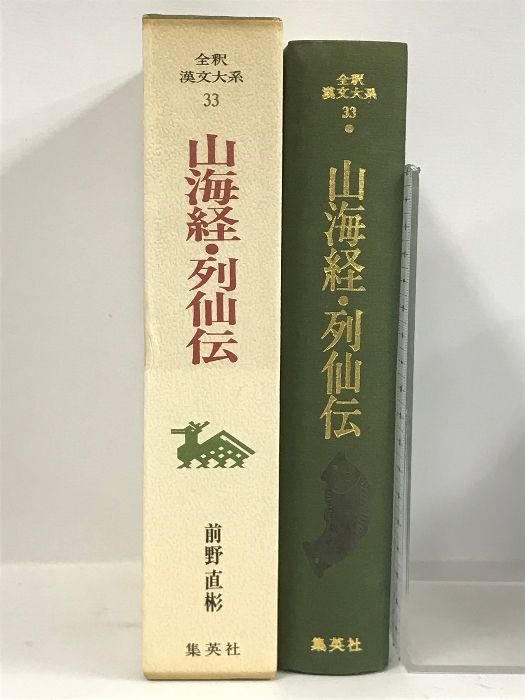 全釈
漢文大系
33
山海経・列仙伝
前野直彬
集英社
全釈
漢文大系
33
山海経・列仙伝
集英社